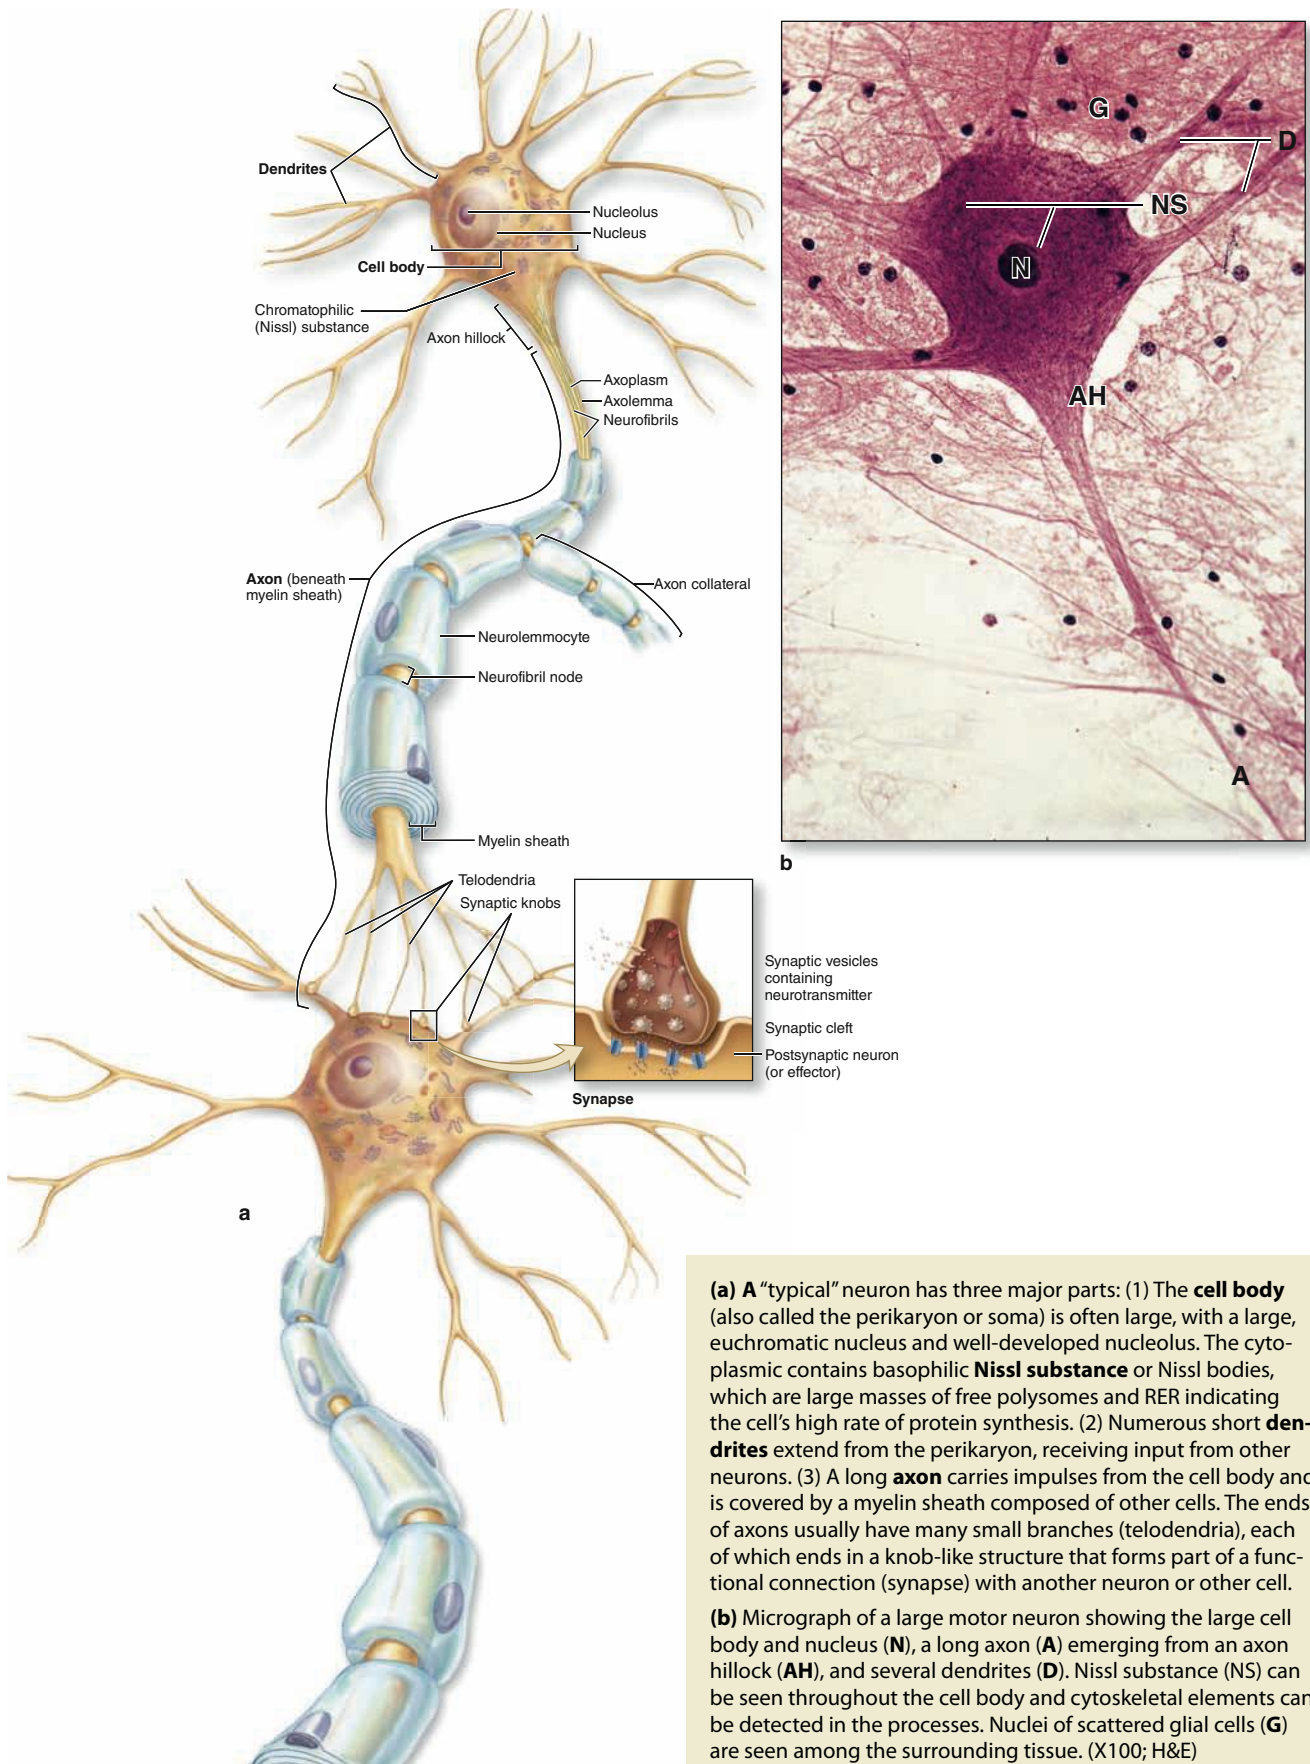 Dendrites
Nucleolus
Nucleus
Cell body
Chromatophilic
(Nissl) substance
Axon hillock
Axoplasm
Axolemma
Neurofibrils
Axon (beneath
myelin sheath)
Axon collateral
Neurolemmocyte
Neurofibril node
Myelin sheath
Telodendria
Synaptic knobs
Synaptic vesicles
containing
neurotransmitter
Synaptic cleft
Postsynaptic neuron
(or effector)
Synapse
a
G
D
NS
N
AH
A
b
(a) A “typical” neuron has three major parts: (1) The cell body
(also called the perikaryon or soma) is often large, with a large,
euchromatic nucleus and well-developed nucleolus. The cyto-
plasmic contains basophilic Nissl substance or Nissl bodies,
which are large masses of free polysomes and RER indicating
the cell’s high rate of protein synthesis. (2) Numerous short den-
drites extend from the perikaryon, receiving input from other
neurons. (3) A long axon carries impulses from the cell body and
is covered by a myelin sheath composed of other cells. The ends
of axons usually have many small branches (telodendria), each
of which ends in a knob-like structure that forms part of a func-
tional connection (synapse) with another neuron or other cell.
(b) Micrograph of a large motor neuron showing the large cell
body and nucleus (N), a long axon (A) emerging from an axon
hillock (AH), and several dendrites (D). Nissl substance (NS) can
be seen throughout the cell body and cytoskeletal elements can
be detected in the processes. Nuclei of scattered glial cells (G)
are seen among the surrounding tissue. (X100; H&E)